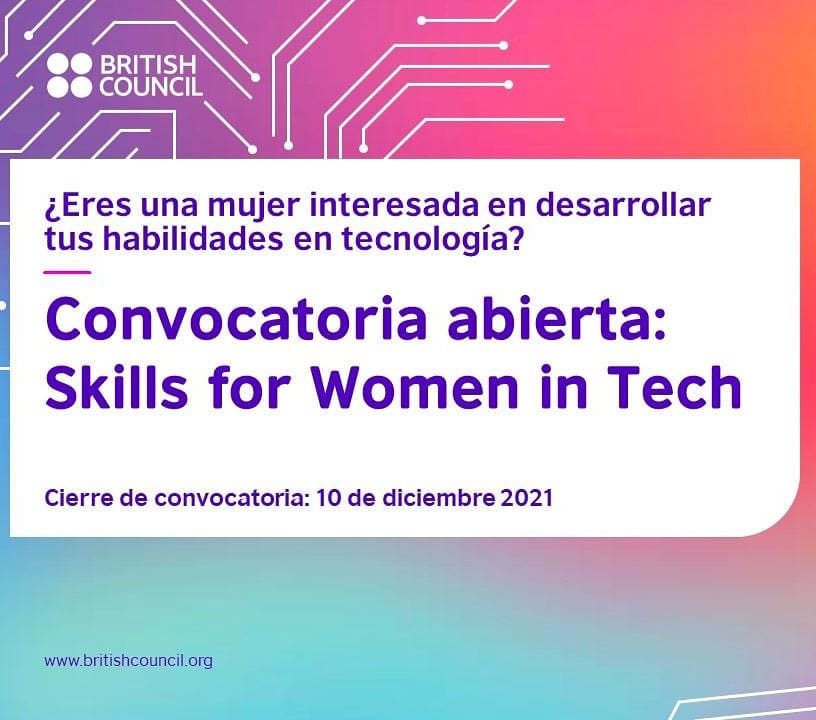 BRITISH
COUNCIL
¿Eres una mujer interesada en desarrollar
tus habilidades en tecnología?
Convocatoria abierta:
Skills for Women in Tech
Cierre de convocatoria: 10 de diciembre 2021
www.britishcouncil.org